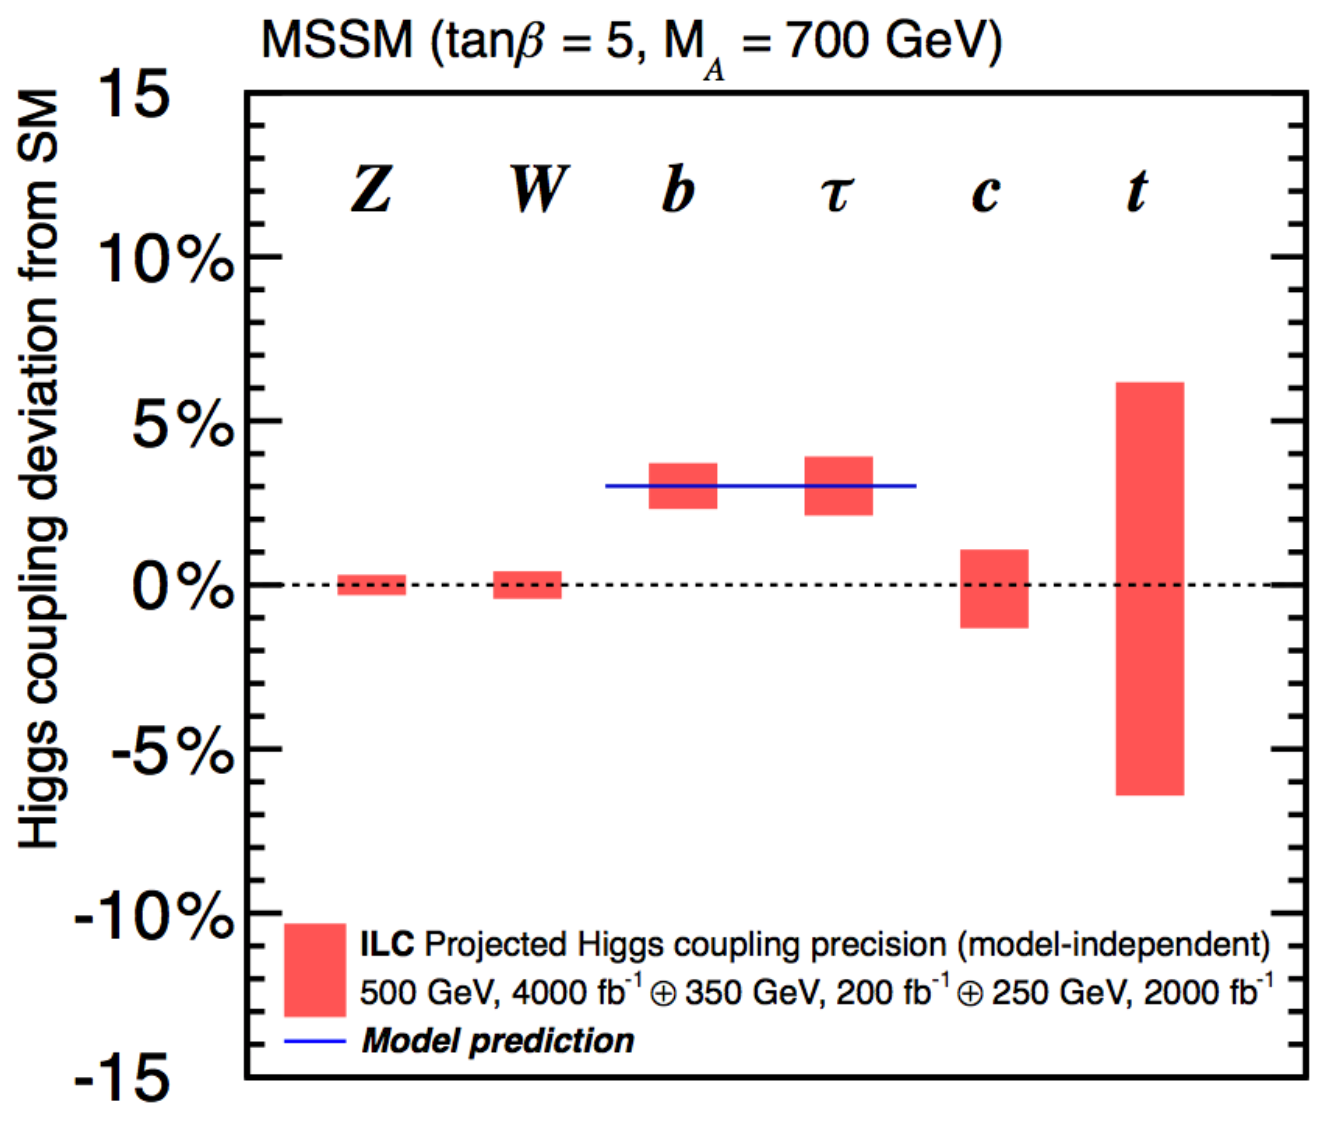 MSSM (tanβ = 5, M_A = 700 GeV)
Higgs coupling deviation from SM
15
10%
5%
0%
-5%
-10%
-15
Z W b τ c t
ILC Projected Higgs coupling precision (model-independent)
500 GeV, 4000 fb⁻¹ ⊕ 350 GeV, 200 fb⁻¹ ⊕ 250 GeV, 2000 fb⁻¹
Model prediction